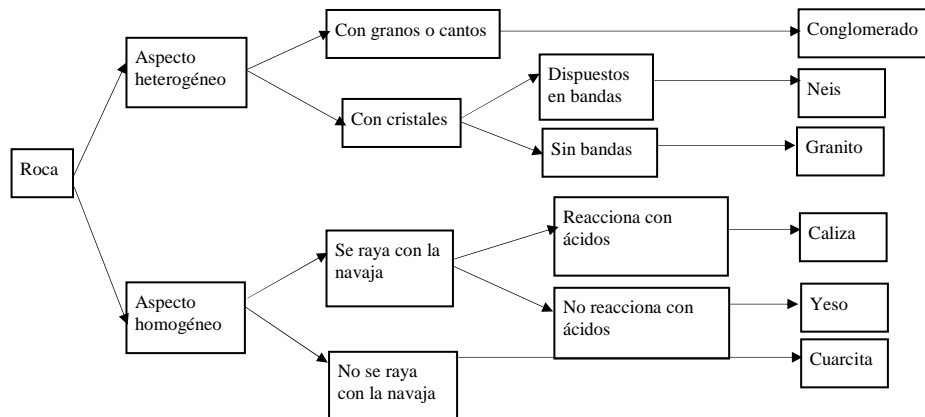 Roca
Aspecto
heterogéneo
Con granos o cantos
Conglomerado
Con cristales
Dispuestos
en bandas
Neis
Sin bandas
Granito
Aspecto
homogéneo
Se raya con la
navaja
Reacciona con
ácidos
Caliza
No reacciona con
ácidos
Yeso
No se raya
con la navaja
Cuarcita